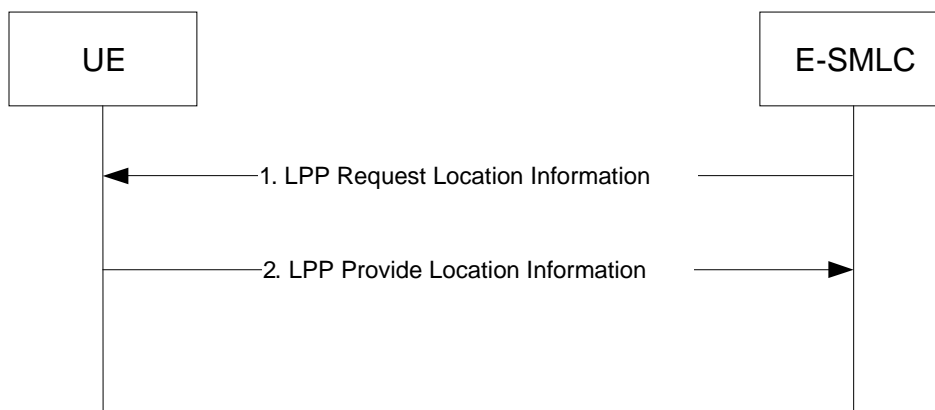 UE
E-SMLC
1. LPP Request Location Information
2. LPP Provide Location Information